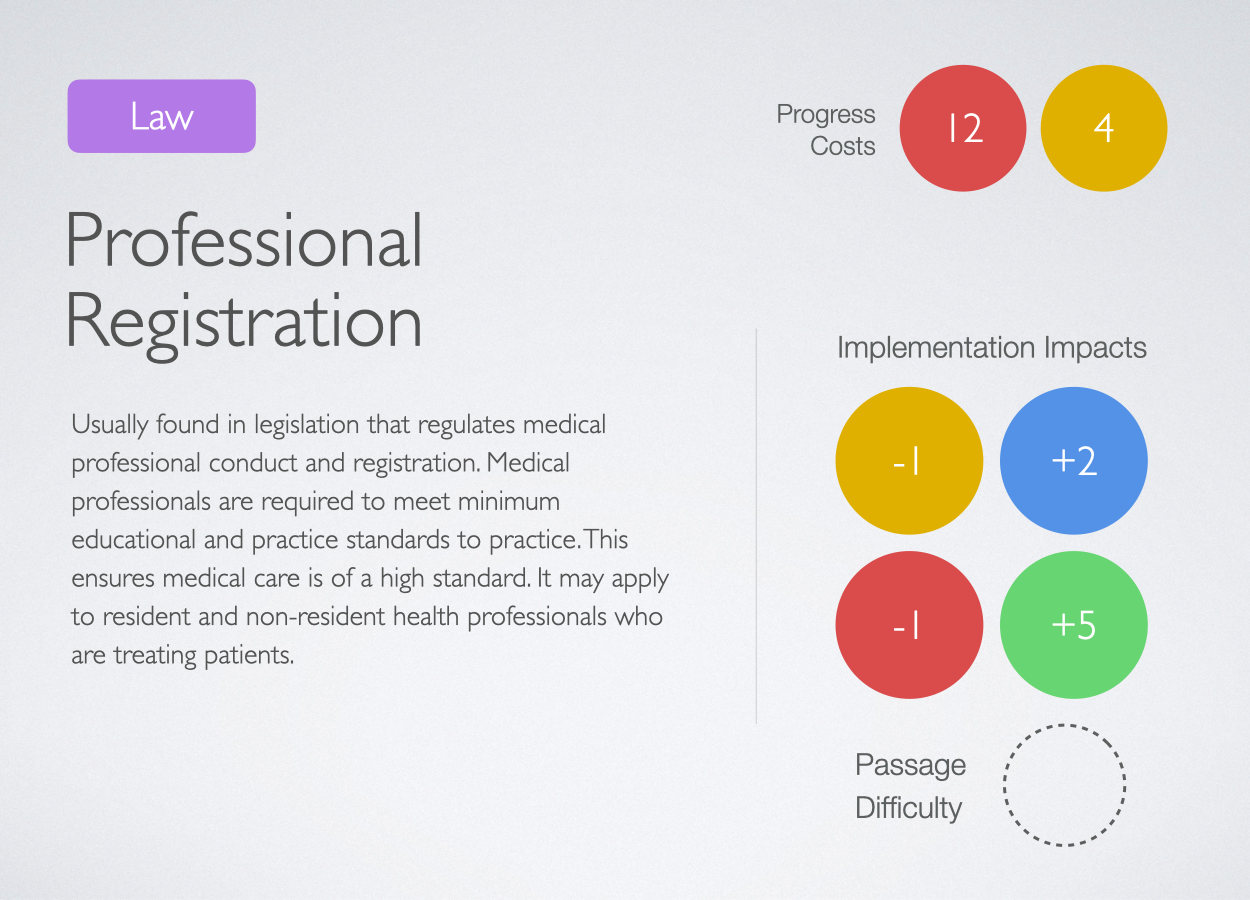 Law
Progress
Costs
12 4
Professional
Registration
Usually found in legislation that regulates medical
professional conduct and registration. Medical
professionals are required to meet minimum
educational and practice standards to practice. This
ensures medical care is of a high standard. It may apply
to resident and non-resident health professionals who
are treating patients.
Implementation Impacts
-1 +2
-1 +5
Passage
Difficulty